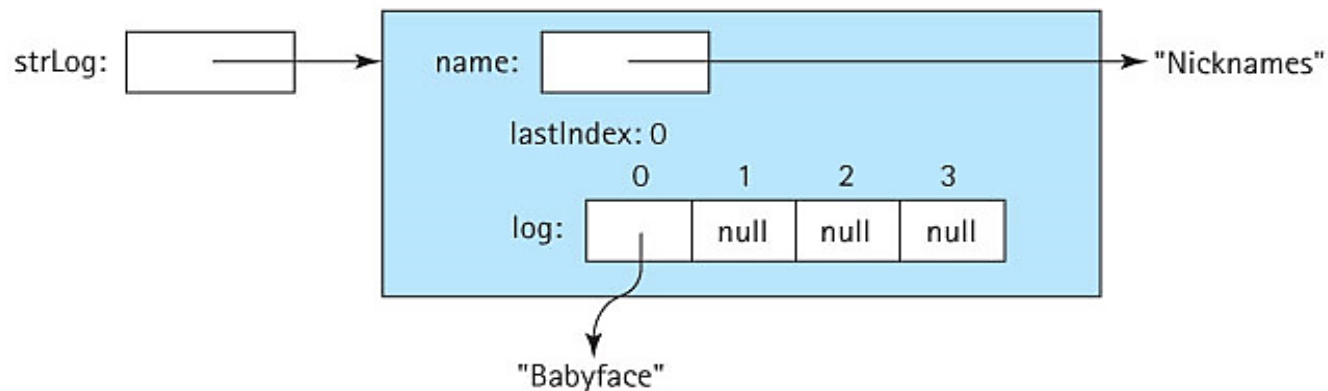 strLog: name: "Nicknames"
lastIndex: 0
0 1 2 3
log: null null null
"Babyface"